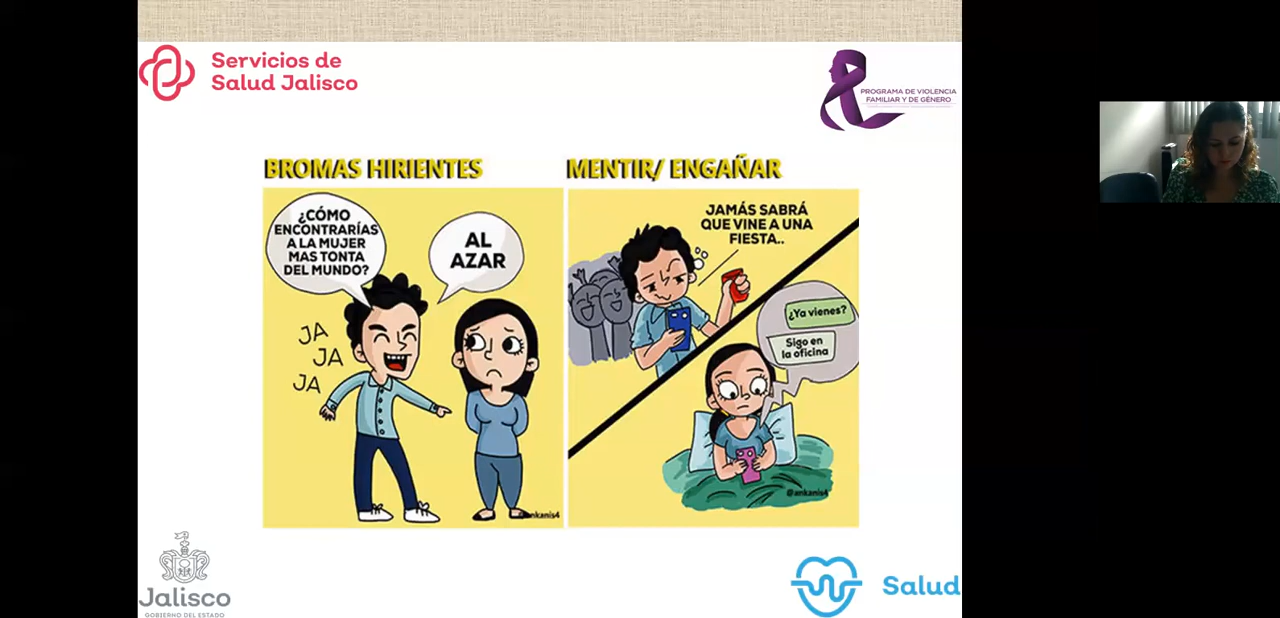 Servicios de
Salud Jalisco
PROGRAMA DE VIOLENCIA
FAMILIAR Y DE GÉNERO
BROMAS HIRIENTES
¿CÓMO
ENCONTRARÍAS
A LA MUJER
MAS TONTA
DEL MUNDO?
AL
AZAR
JA
JA
JA
@ankanis4
MENTIR/ ENGAÑAR
JAMÁS SABRÁ
QUE VINE A UNA
FIESTA..
¿Ya vienes?
Sigo en
la oficina
@ankanis4
Jalisco
GOBIERNO DEL ESTADO
Salud